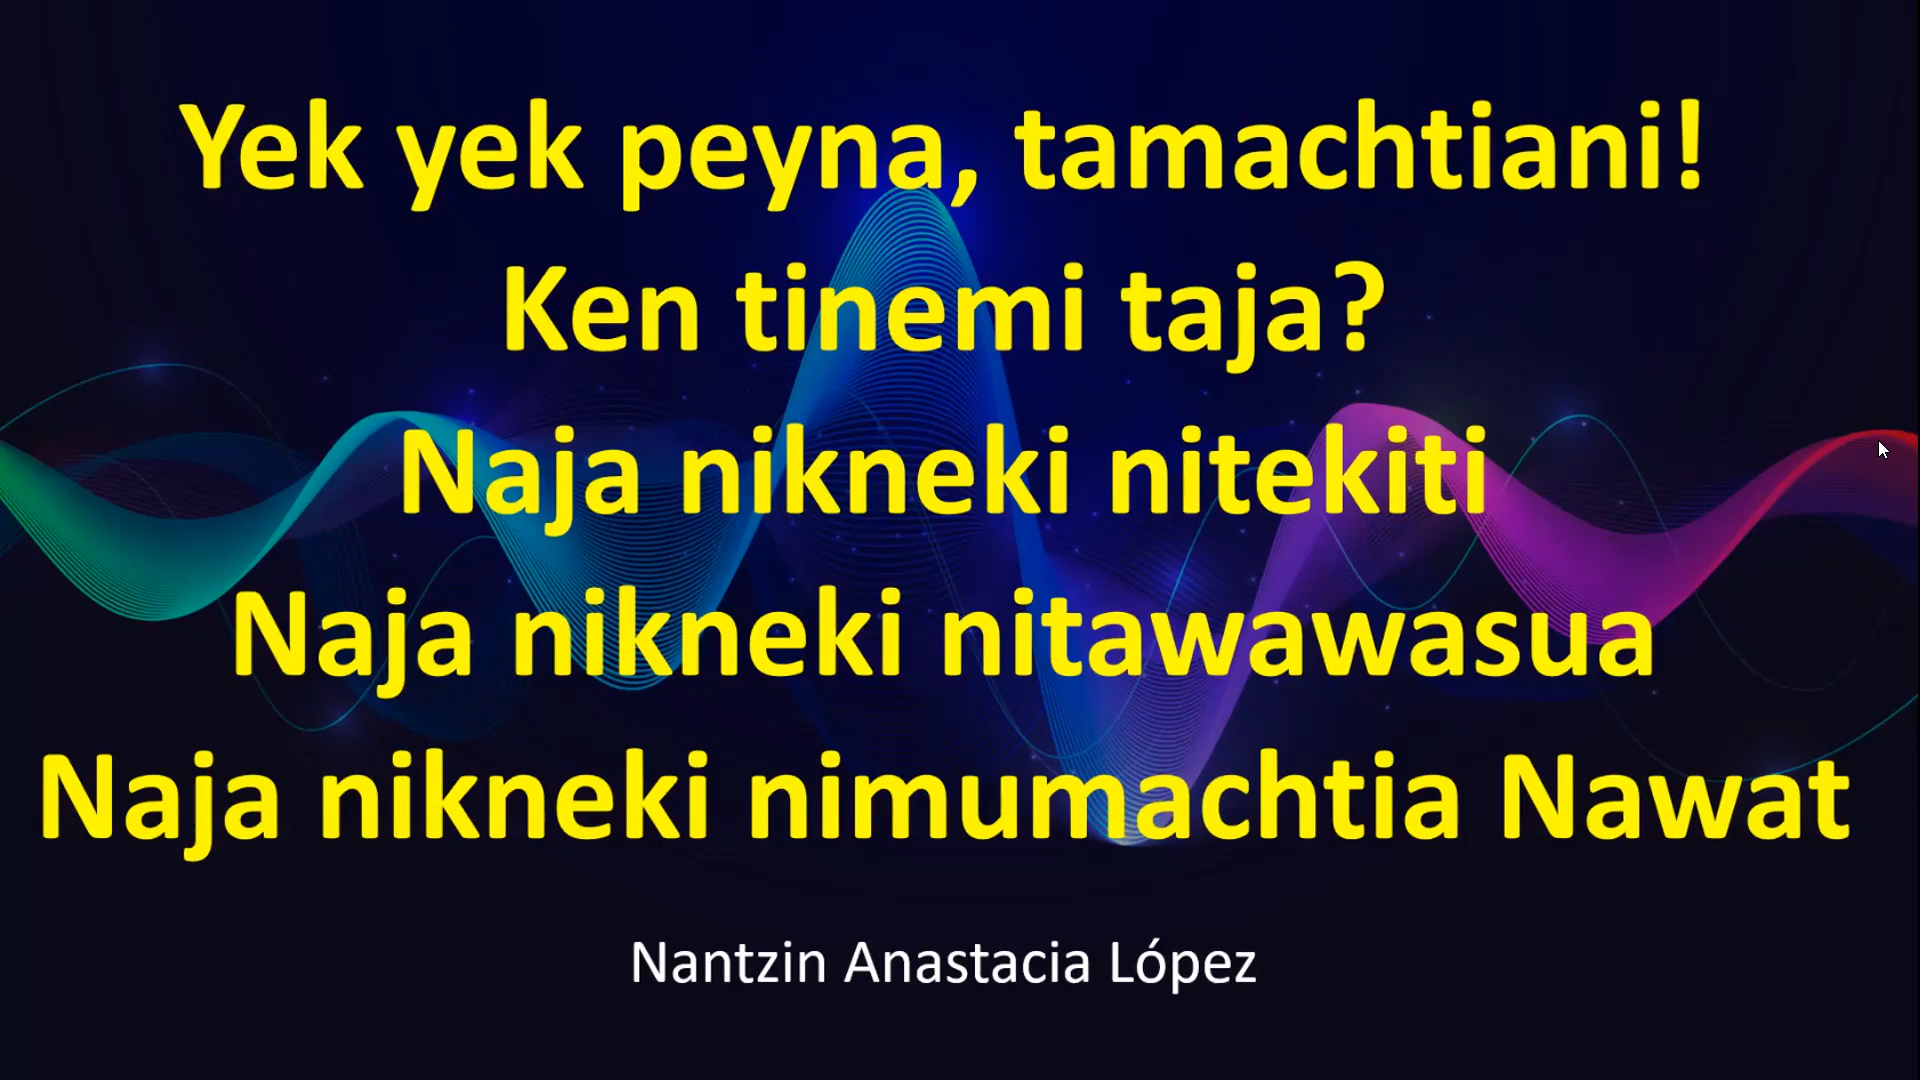 Yek yek peyna, tamachtiani!
Ken tinemi taja?
Naja nikneki nitekiti
Naja nikneki nitawawasua
Naja nikneki nimumachtia Nawat
Nantzin Anastacia López